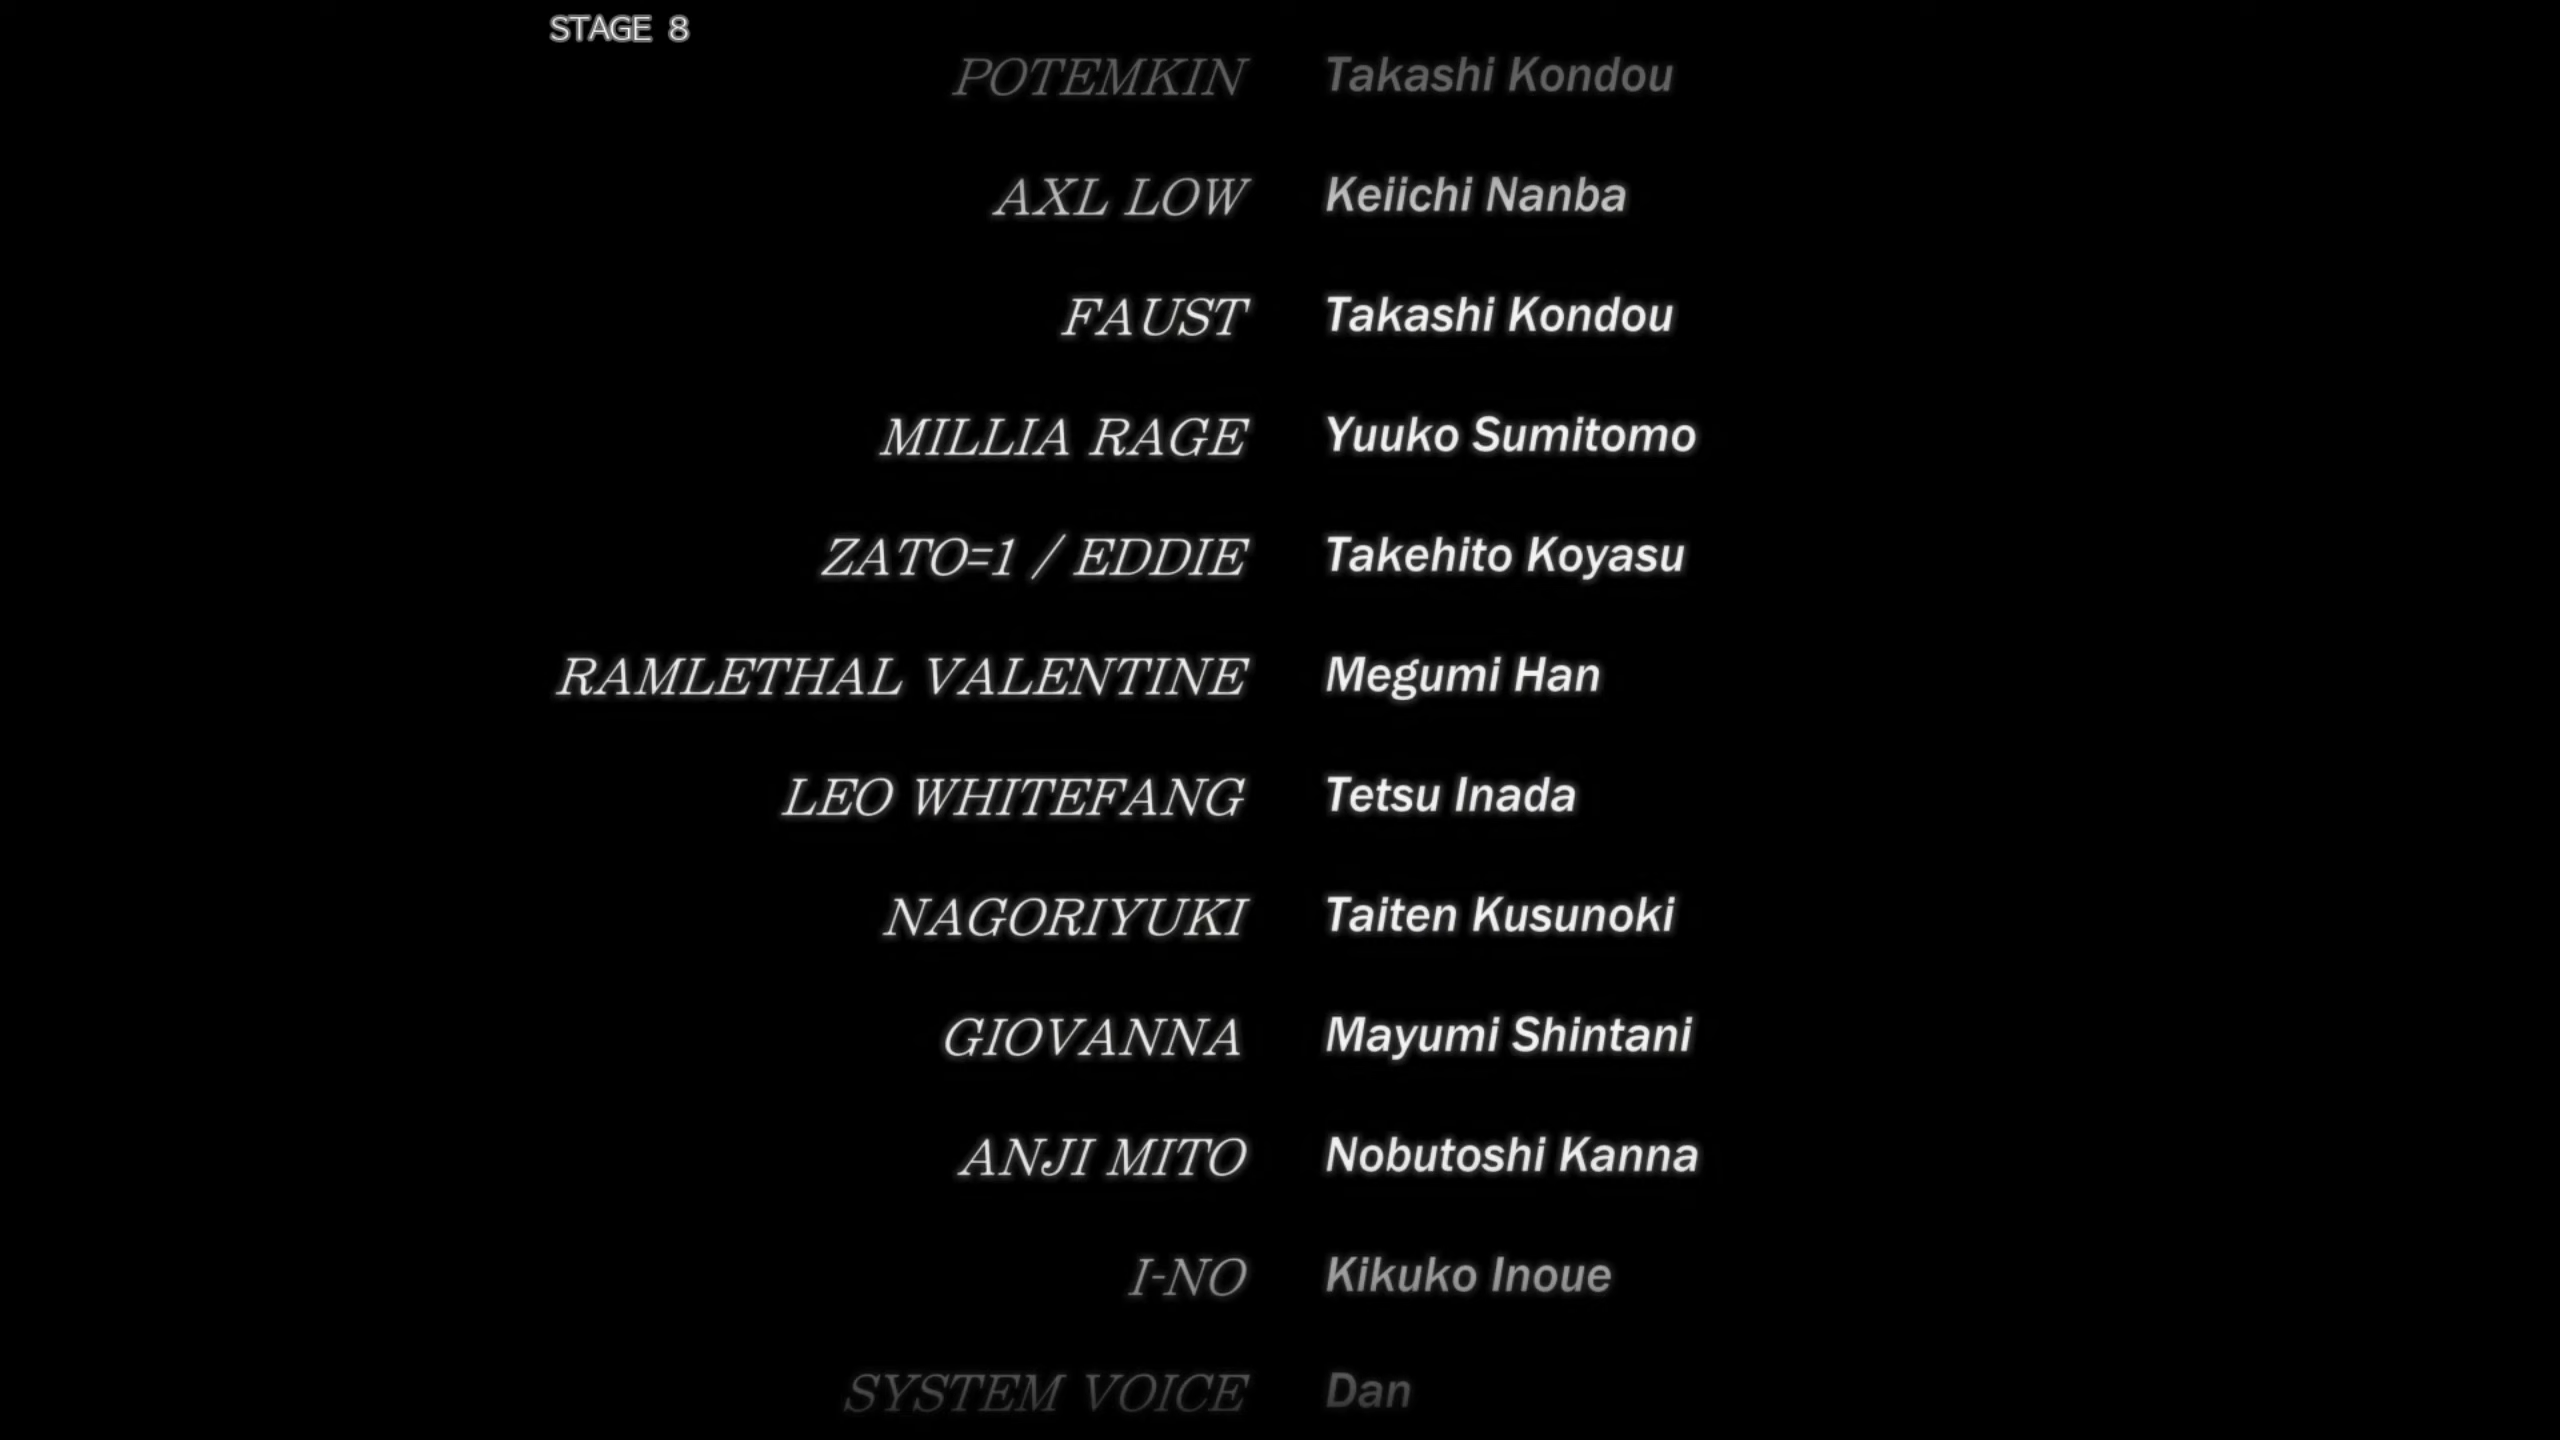 STAGE 8
POTEMKIN Takashi Kondou
AXL LOW Keiichi Nanba
FAUST Takashi Kondou
MILLIA RAGE Yuuko Sumitomo
ZATO=1 / EDDIE Takehito Koyasu
RAMLETHAL VALENTINE Megumi Han
LEO WHITEFANG Tetsu Inada
NAGORIYUKI Taiten Kusunoki
GIOVANNA Mayumi Shintani
ANJI MITO Nobutoshi Kanna
I-NO Kikuko Inoue
SYSTEM VOICE Dan